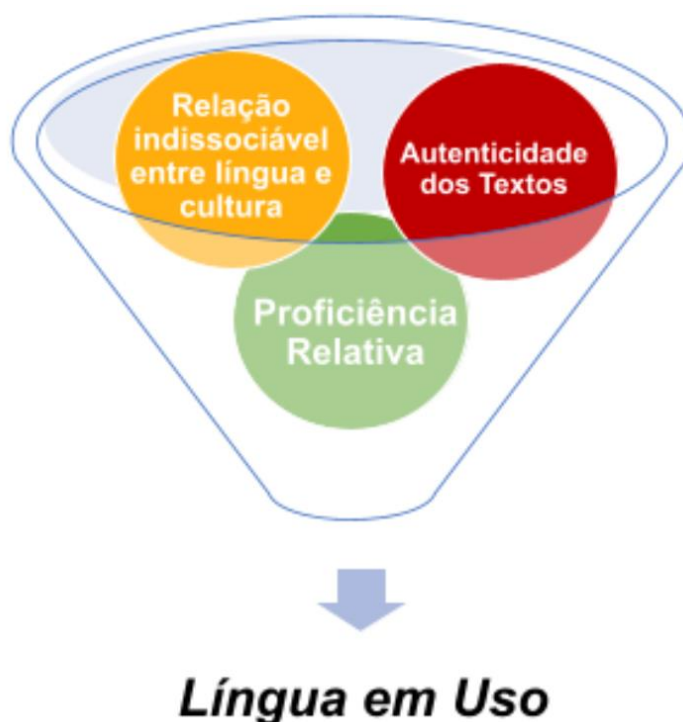 Relação
indissociável
entre língua e
cultura
Autenticidade
dos Textos
Proficiência
Relativa
Língua em Uso